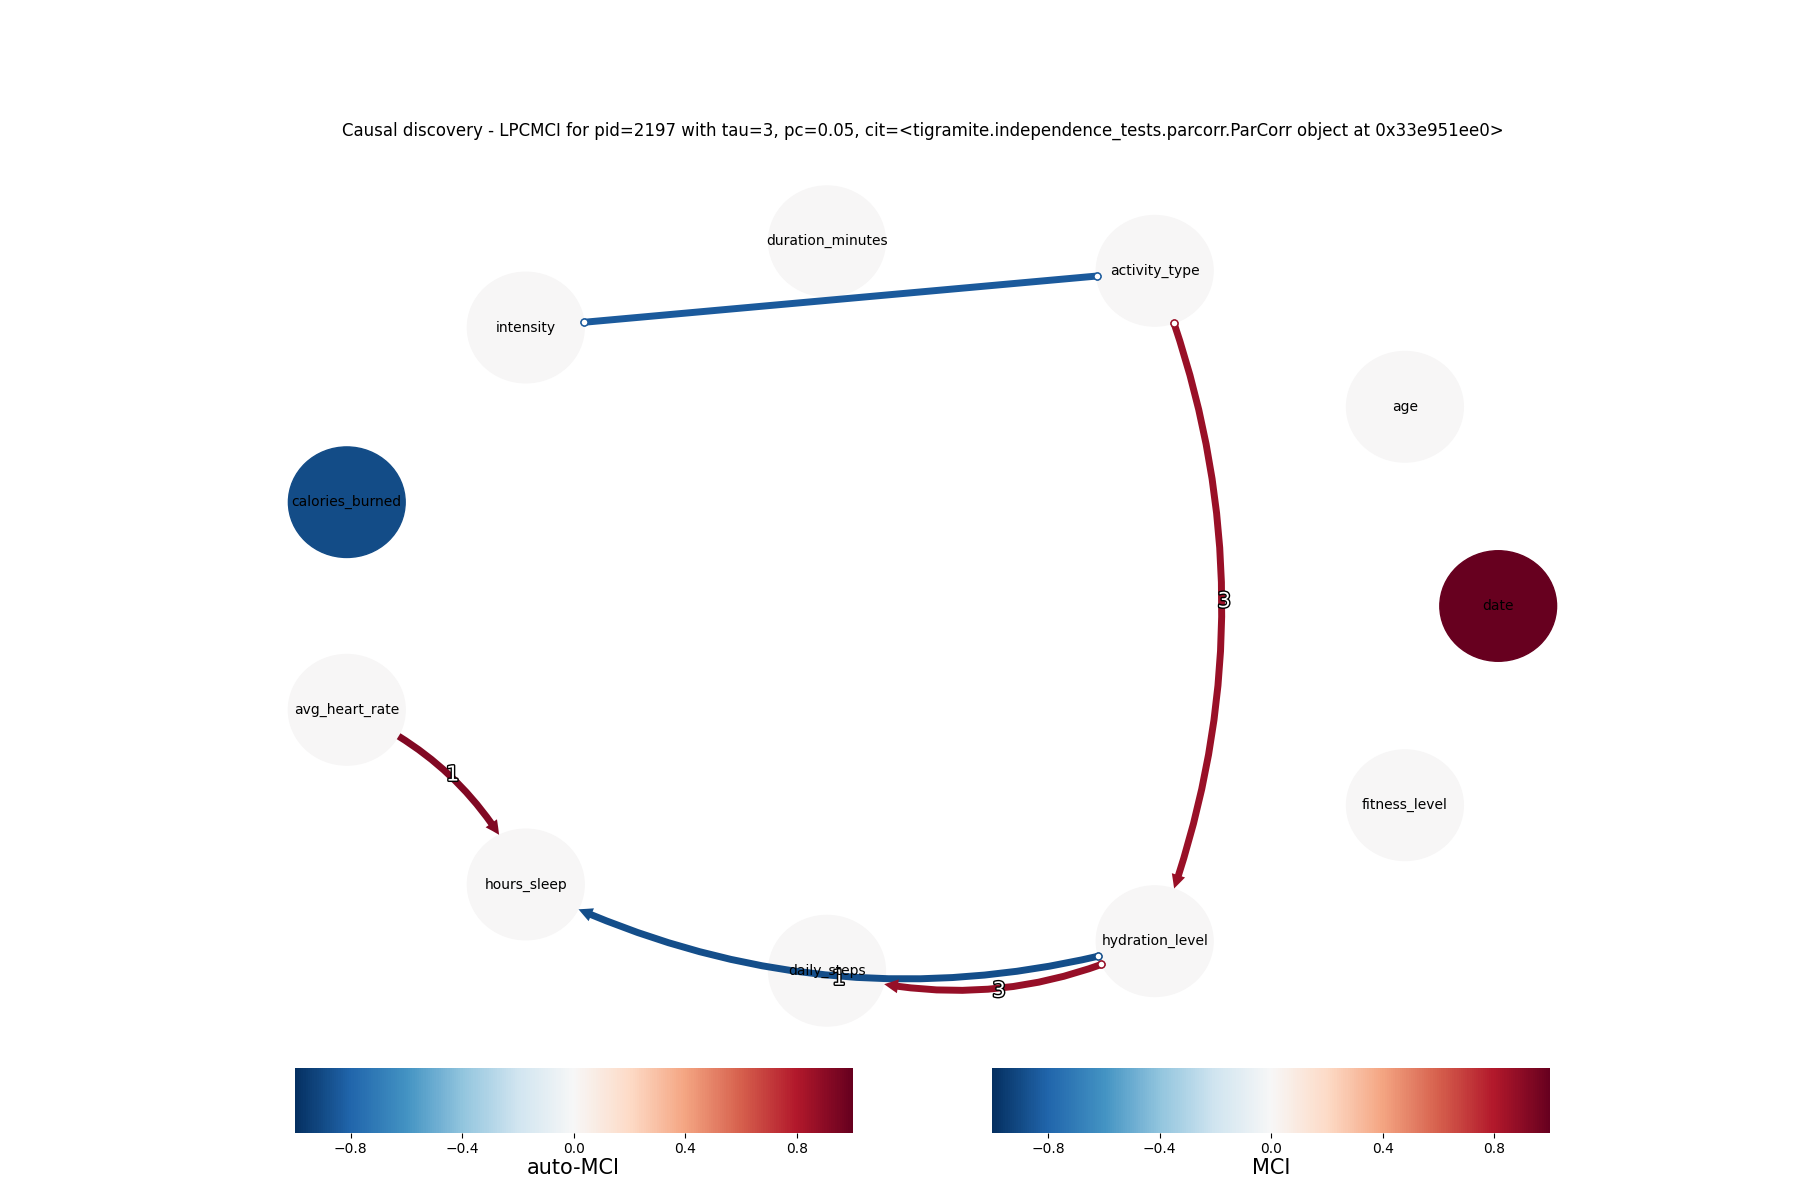 Causal discovery - LPCMCI for pid=2197 with tau=3, pc=0.05, cit=<tigramite.independence_tests.parcorr.ParCorr object at 0x33e951ee0>
duration_minutes
activity_type
intensity
age
calories_burned
3
date
avg_heart_rate
1
fitness_level
hours_sleep
hydration_level
daily_steps
1
3
−0.8 −0.4 0.0 0.4 0.8
auto-MCI
−0.8 −0.4 0.0 0.4 0.8
MCI